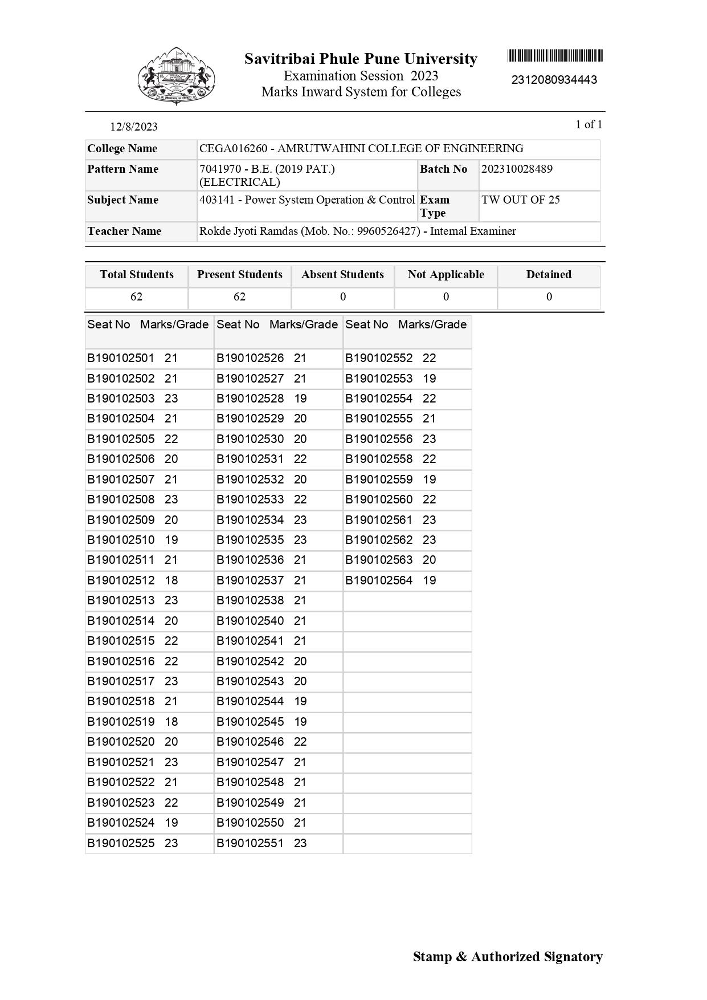 Savitribai Phule Pune University
Examination Session 2023
Marks Inward System for Colleges
2312080934443
12/8/2023
1 of 1
College Name CEGA016260 - AMRUTWAHINI COLLEGE OF ENGINEERING
Pattern Name 7041970 - B.E. (2019 PAT.) Batch No 202310028489
(ELECTRICAL)
Subject Name 403141 - Power System Operation & Control Exam TW OUT OF 25
Type
Teacher Name Rokde Jyoti Ramdas (Mob. No.: 9960526427) - Internal Examiner
Total Students Present Students Absent Students Not Applicable Detained
62 62 0 0 0
Seat No Marks/Grade Seat No Marks/Grade Seat No Marks/Grade
B190102501 21 B190102526 21 B190102552 22
B190102502 21 B190102527 21 B190102553 19
B190102503 23 B190102528 19 B190102554 22
B190102504 21 B190102529 20 B190102555 21
B190102505 22 B190102530 20 B190102556 23
B190102506 20 B190102531 22 B190102558 22
B190102507 21 B190102532 20 B190102559 19
B190102508 23 B190102533 22 B190102560 22
B190102509 20 B190102534 23 B190102561 23
B190102510 19 B190102535 23 B190102562 23
B190102511 21 B190102536 21 B190102563 20
B190102512 18 B190102537 21 B190102564 19
B190102513 23 B190102538 21
B190102514 20 B190102540 21
B190102515 22 B190102541 21
B190102516 22 B190102542 20
B190102517 23 B190102543 20
B190102518 21 B190102544 19
B190102519 18 B190102545 19
B190102520 20 B190102546 22
B190102521 23 B190102547 21
B190102522 21 B190102548 21
B190102523 22 B190102549 21
B190102524 19 B190102550 21
B190102525 23 B190102551 23
Stamp & Authorized Signatory